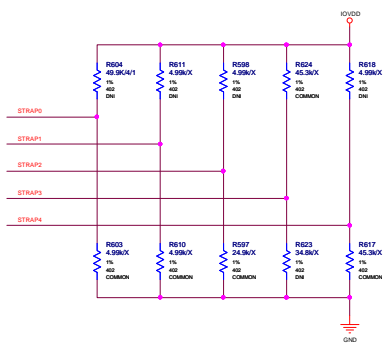 IOVDD
R604
49.9K/4/1
1%
402
DNI
R611
4.99k/X
1%
402
DNI
R598
4.99k/X
1%
402
DNI
R624
45.3k/X
1%
402
COMMON
R618
4.99k/X
1%
402
DNI
STRAP0
STRAP1
STRAP2
STRAP3
STRAP4
R603
4.99k/X
1%
402
COMMON
R610
4.99k/X
1%
402
COMMON
R597
24.9k/X
1%
402
COMMON
R623
34.8k/X
1%
402
DNI
R617
45.3k/X
1%
402
COMMON
GND